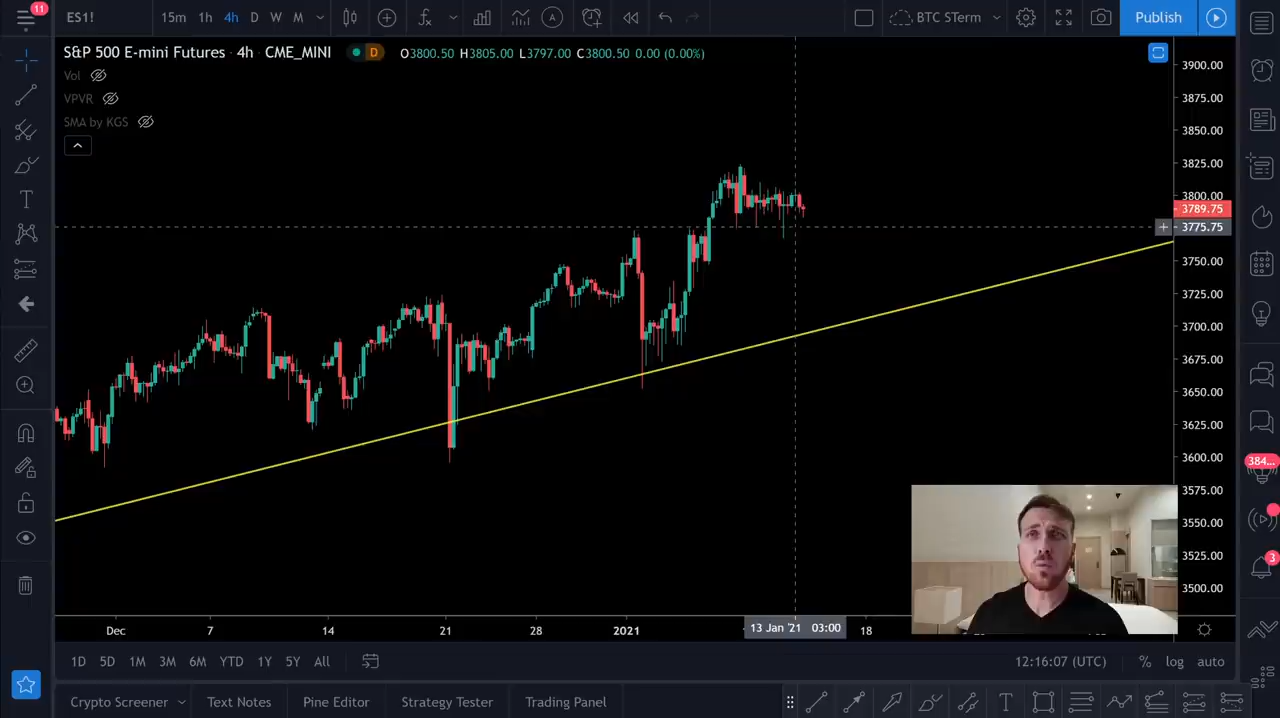 11
ES1!
15m 1h 4h D W M
BTC STerm
Publish
S&P 500 E-mini Futures · 4h · CME_MINI D O3800.50 H3805.00 L3797.00 C3800.50 0.00 (0.00%)
Vol
VPVR
SMA by KGS
3900.00
3875.00
3850.00
3825.00
3800.00
3789.75
3775.75
3750.00
3725.00
3700.00
3675.00
3650.00
3625.00
3600.00
3575.00
3550.00
3525.00
3500.00
384...
3
Dec 7 14 21 28 2021 13 Jan '21 03:00 18
1D 5D 1M 3M 6M YTD 1Y 5Y All
12:16:07 (UTC) % log auto
Crypto Screener Text Notes Pine Editor Strategy Tester Trading Panel